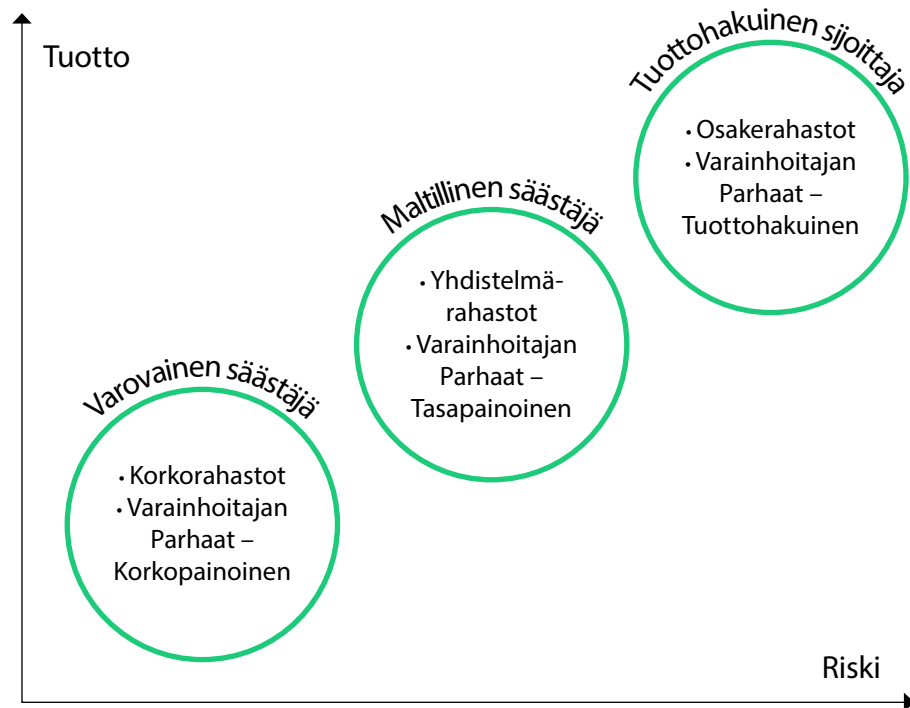 Tuotto
Tuottohakuinen sijoittaja
• Osakerahastot
• Varainhoitajan
Parhaat –
Tuottohakuinen
Maltillinen säästäjä
• Yhdistelmä-
rahastot
• Varainhoitajan
Parhaat –
Tasapainoinen
Varovainen säästäjä
• Korkorahastot
• Varainhoitajan
Parhaat –
Korkopainoinen
Riski